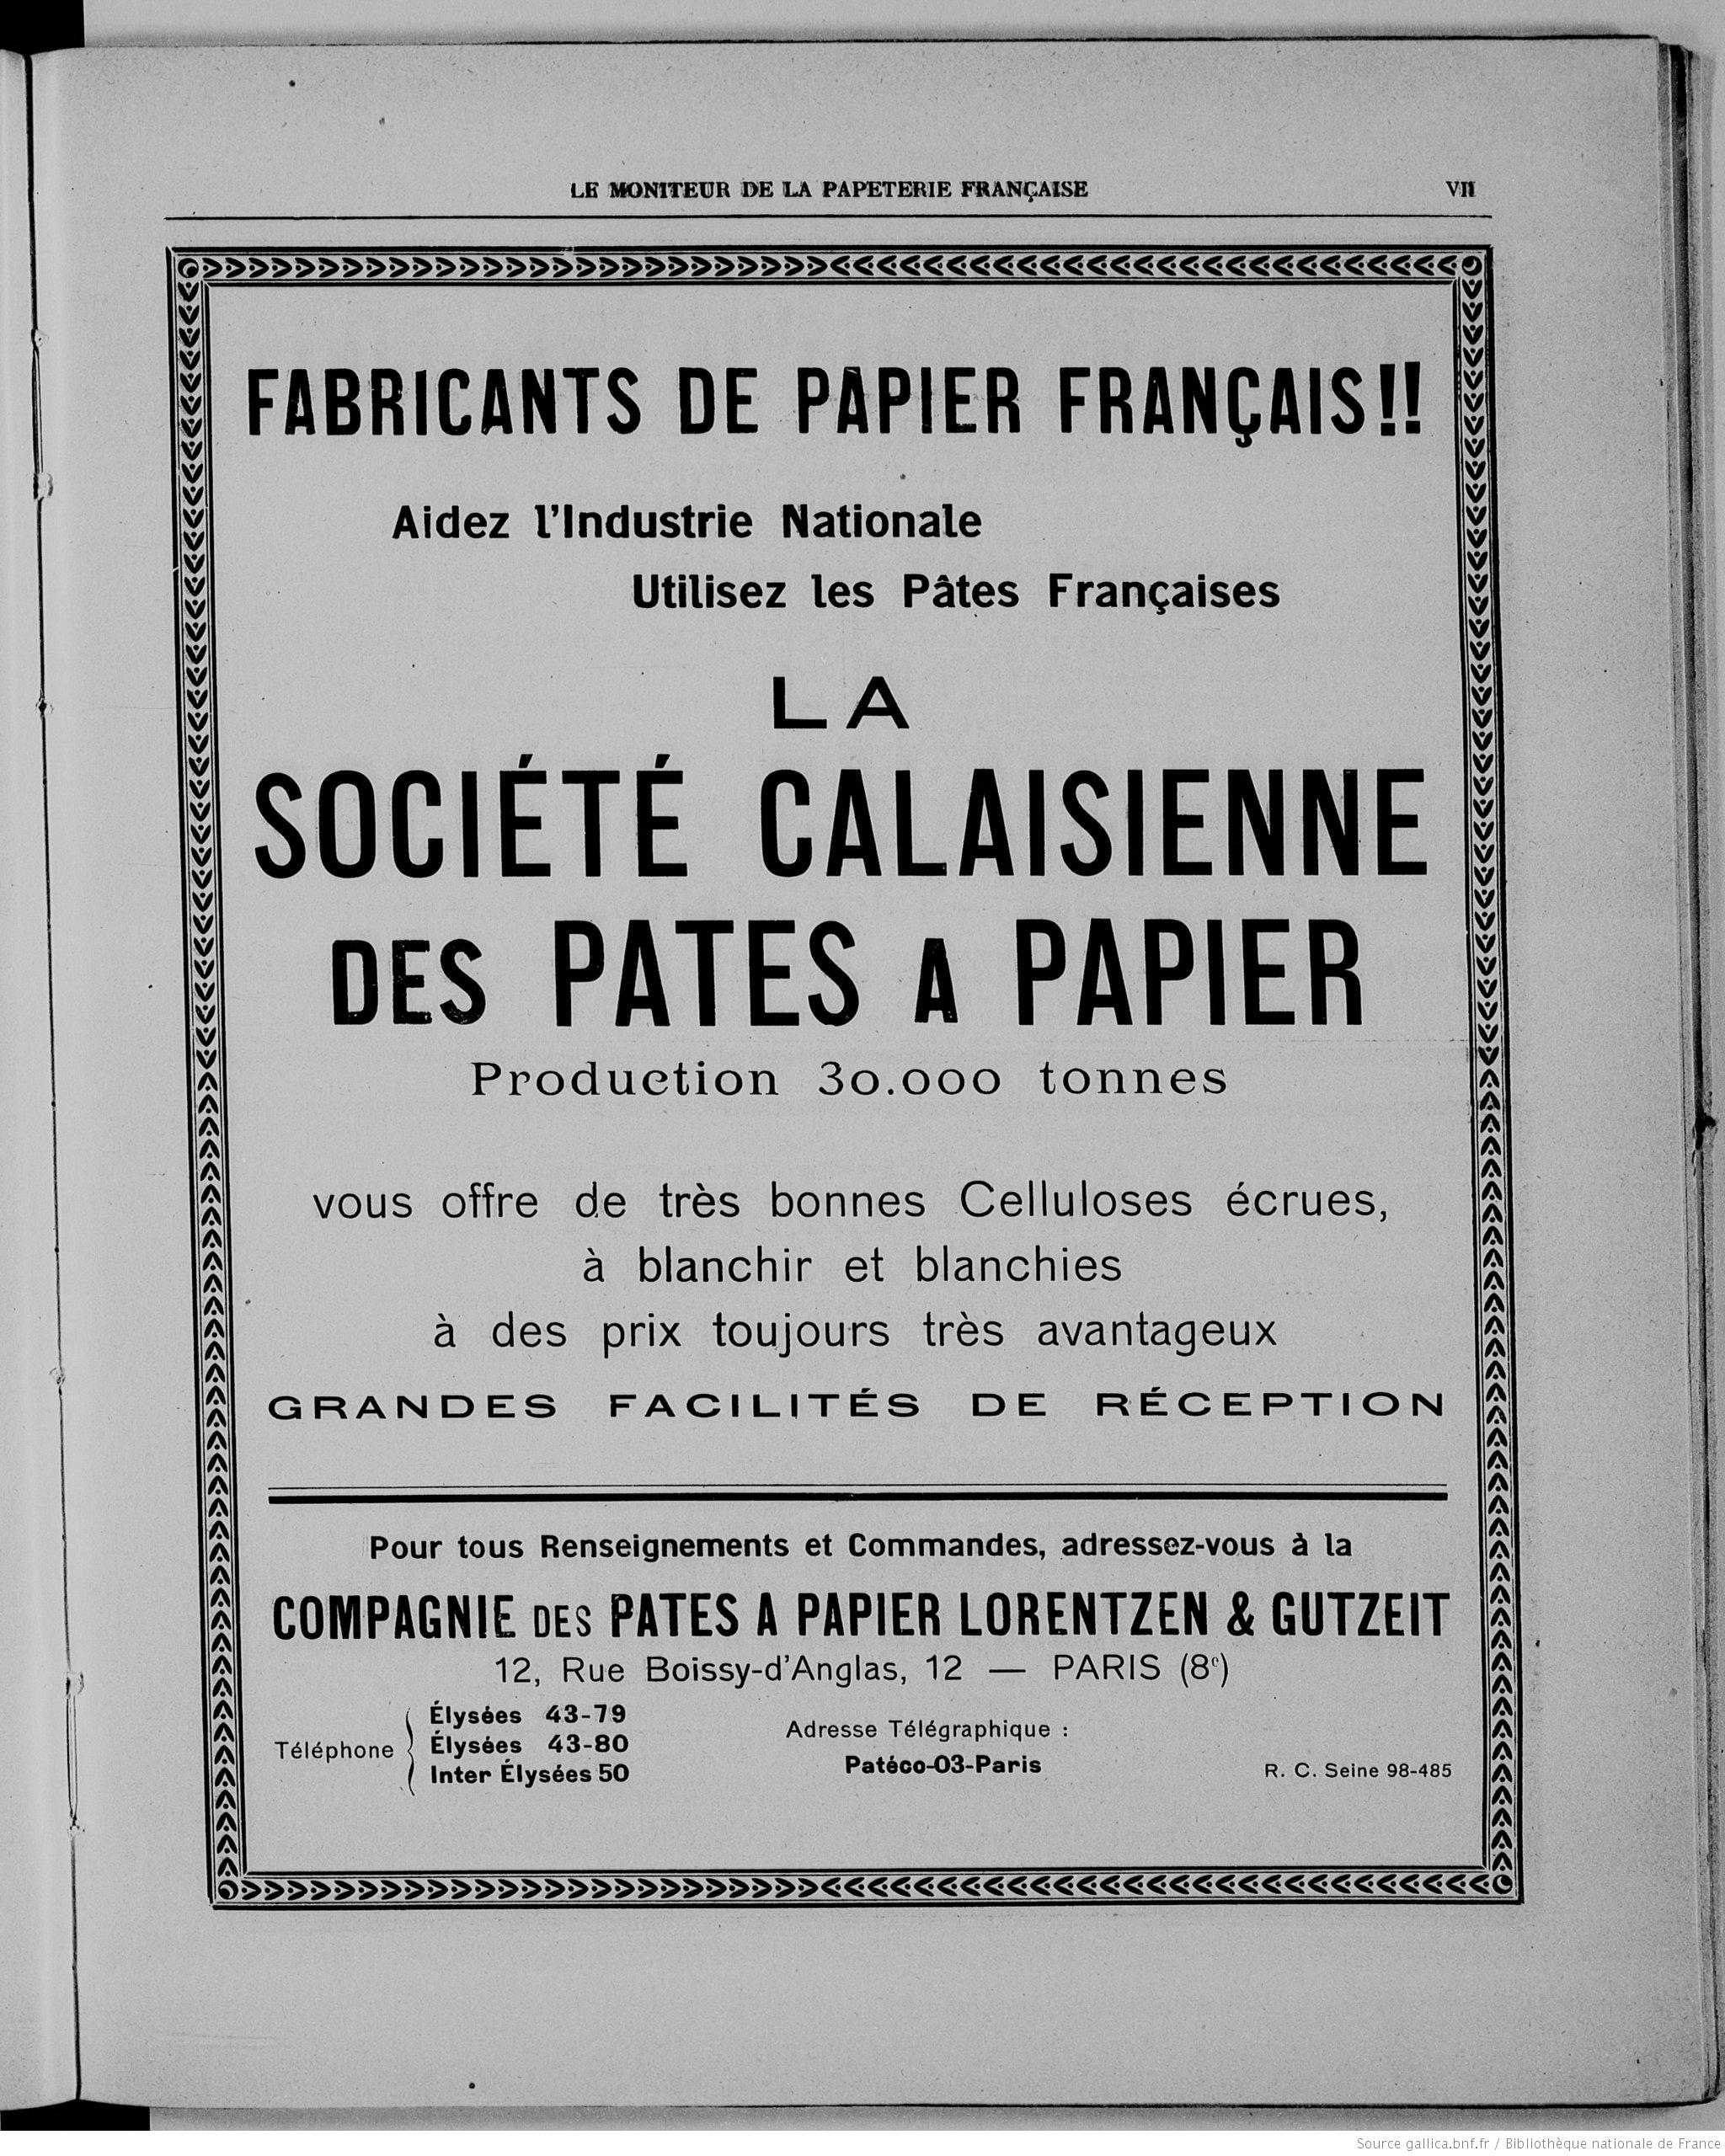 LE MONITEUR DE LA PAPETERIE FRANÇAISE VII
FABRICANTS DE PAPIER FRANÇAIS!!
Aidez l'Industrie Nationale
Utilisez les Pâtes Françaises
LA
SOCIÉTÉ CALAISIENNE
DES PATES A PAPIER
Production 30.000 tonnes
vous offre de très bonnes Celluloses écrues,
à blanchir et blanchies
à des prix toujours très avantageux
GRANDES FACILITÉS DE RÉCEPTION
Pour tous Renseignements et Commandes, adressez-vous à la
COMPAGNIE DES PATES A PAPIER LORENTZEN & GUTZEIT
12, Rue Boissy-d'Anglas, 12 — PARIS (8e)
Téléphone
Élysées 43-79
Élysées 43-80
Inter Élysées 50
Adresse Télégraphique :
Patéco-03-Paris
R. C. Seine 98-485
Source gallica.bnf.fr / Bibliothèque nationale de France